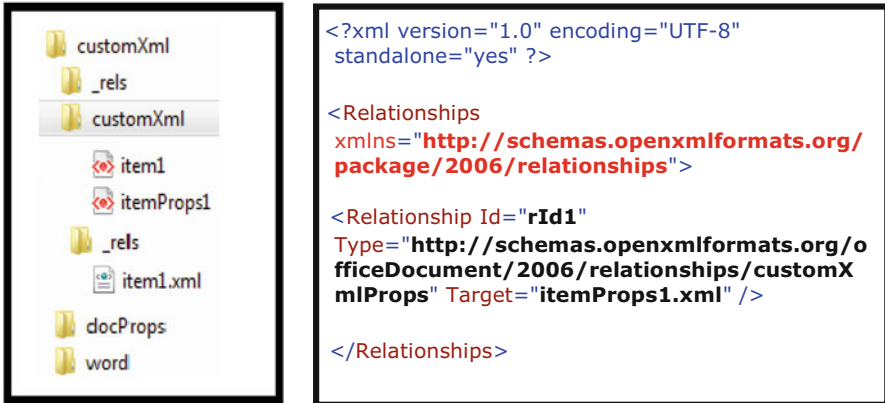 customXml
_rels
customXml
item1
itemProps1
_rels
item1.xml
docProps
word
<?xml version="1.0" encoding="UTF-8"
standalone="yes" ?>
<Relationships
xmlns="http://schemas.openxmlformats.org/
package/2006/relationships">
<Relationship Id="rId1"
Type="http://schemas.openxmlformats.org/o
fficeDocument/2006/relationships/customX
mlProps" Target="itemProps1.xml" />
</Relationships>